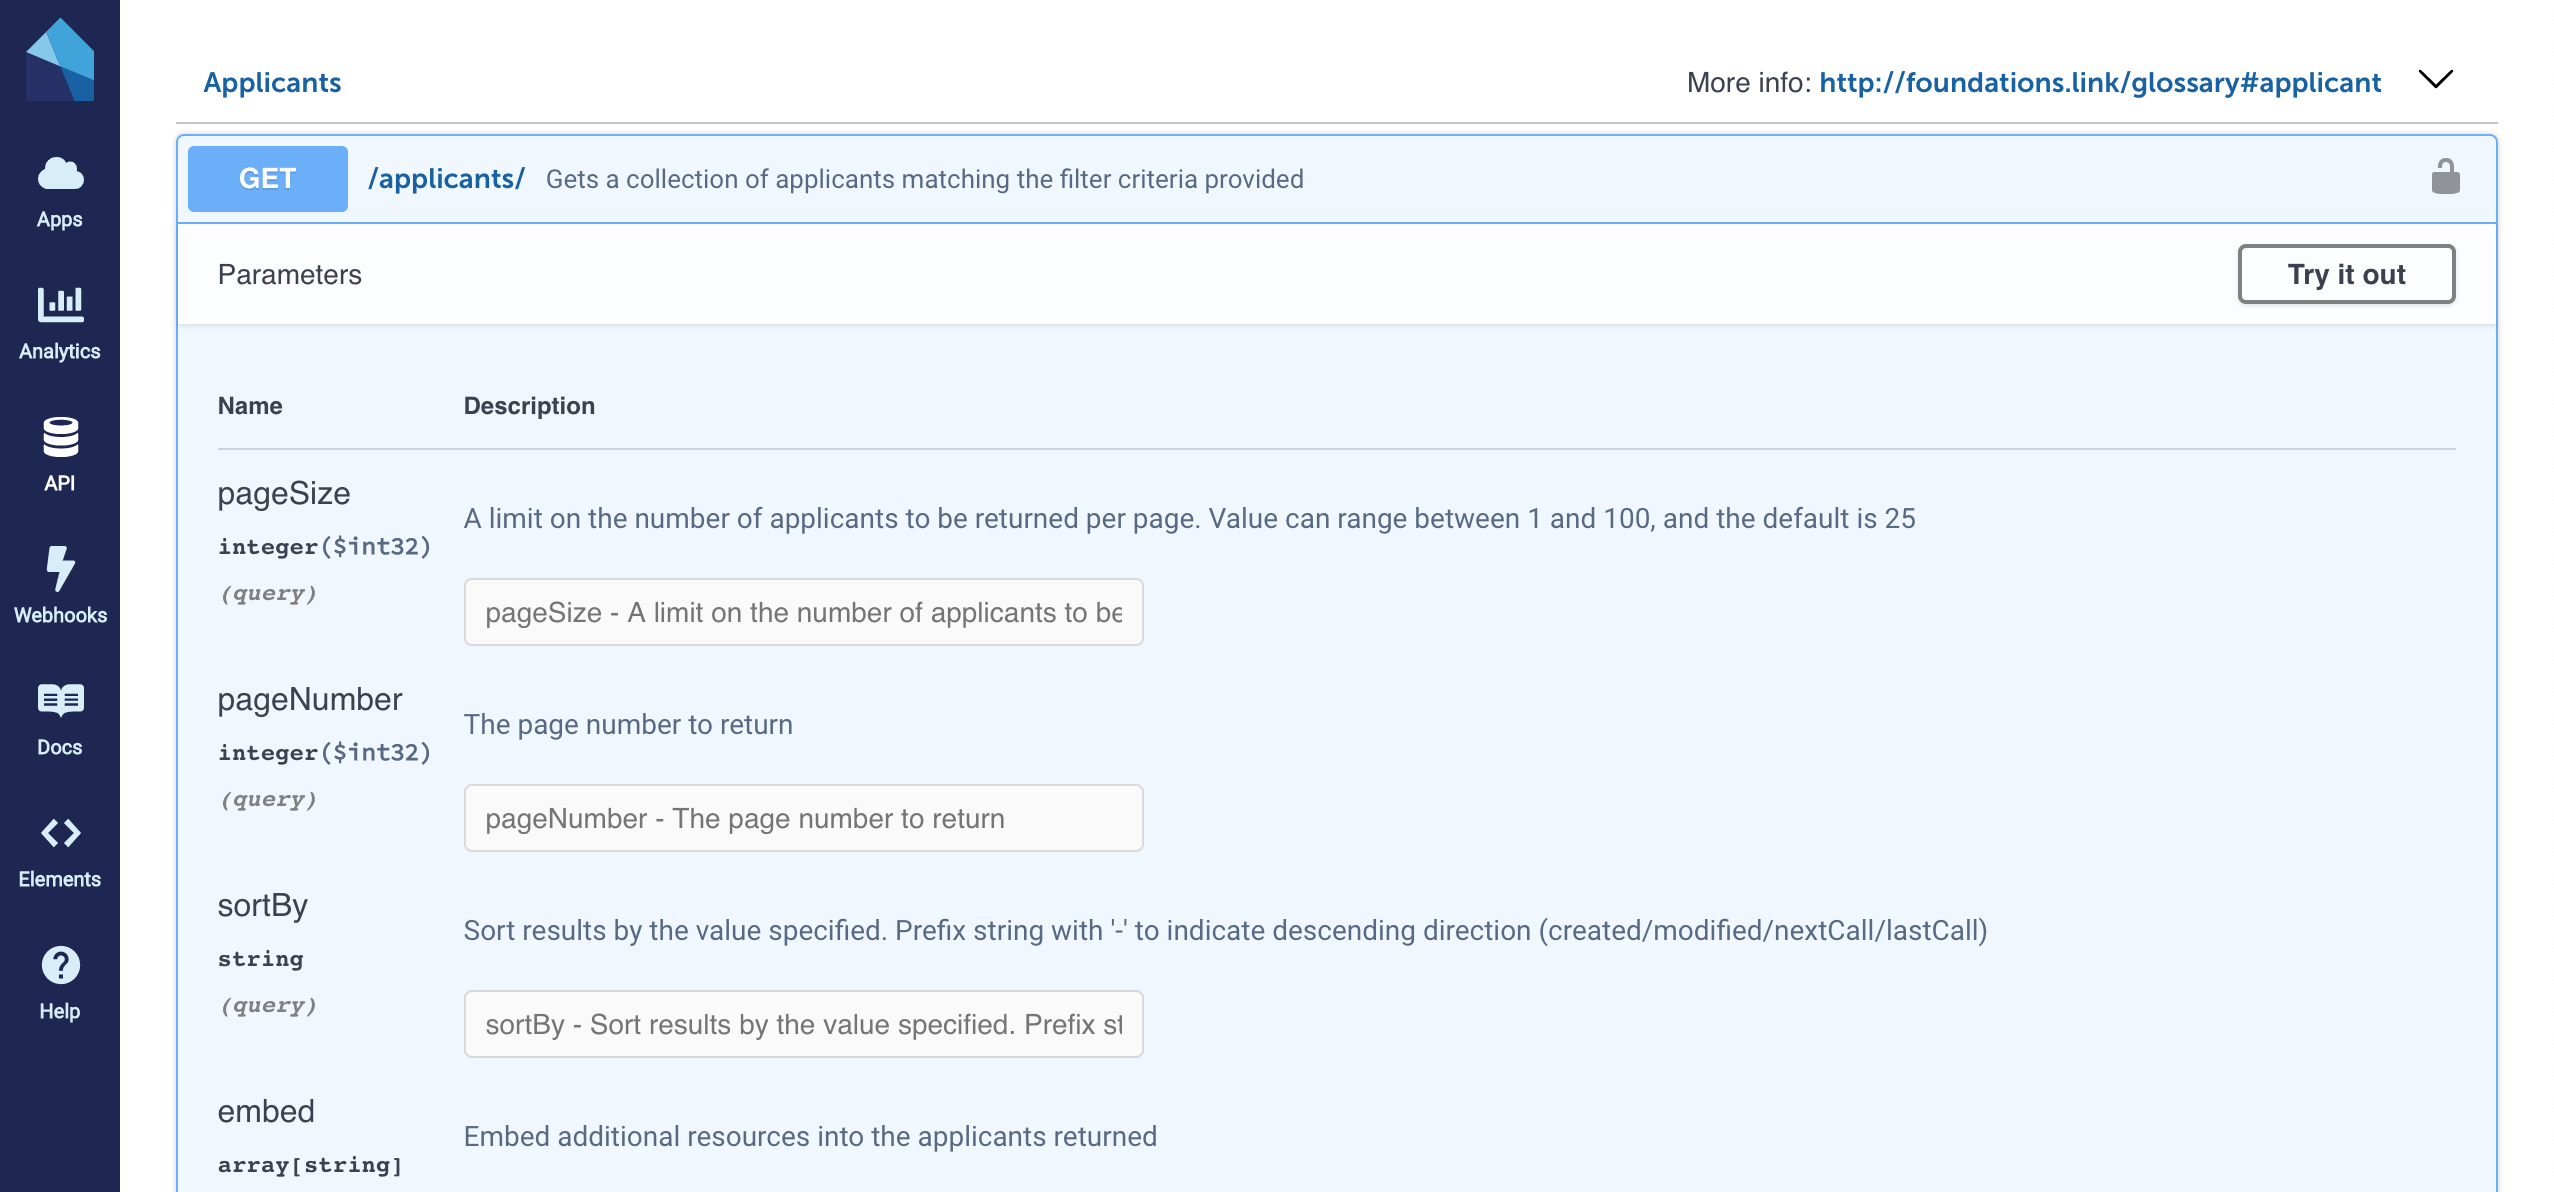 Applicants
More info: http://foundations.link/glossary#applicant
GET /applicants/ Gets a collection of applicants matching the filter criteria provided
Parameters
Try it out
Name Description
pageSize
integer($int32)
(query)
A limit on the number of applicants to be returned per page. Value can range between 1 and 100, and the default is 25
pageSize - A limit on the number of applicants to be
pageNumber
integer($int32)
(query)
The page number to return
pageNumber - The page number to return
sortBy
string
(query)
Sort results by the value specified. Prefix string with '-' to indicate descending direction (created/modified/nextCall/lastCall)
sortBy - Sort results by the value specified. Prefix st
embed
array[string]
Embed additional resources into the applicants returned
Apps
Analytics
API
Webhooks
Docs
Elements
Help